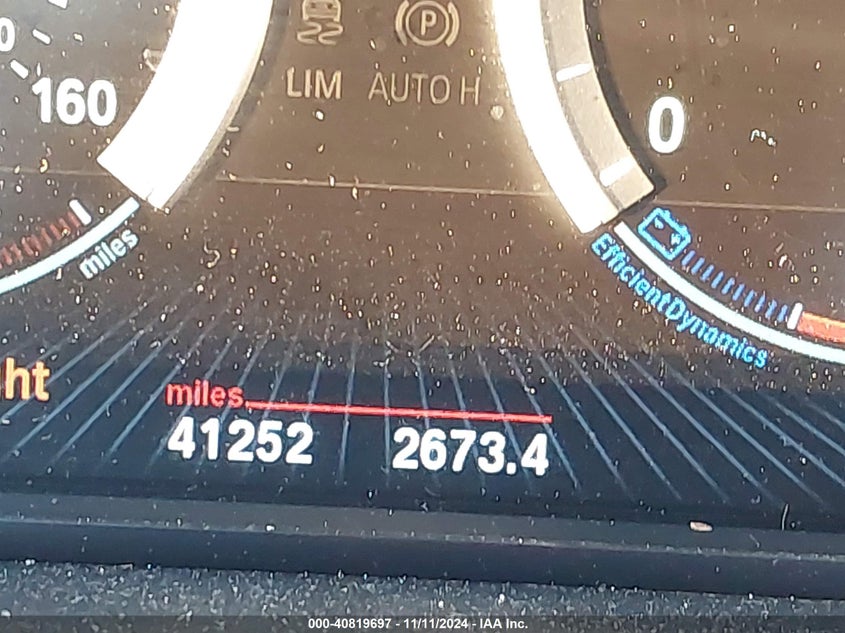 P
LIM AUTO H
160
0
miles
EfficientDynamics
ht
miles
41252 2673.4
000-40819697 - 11/11/2024 - IAA Inc.